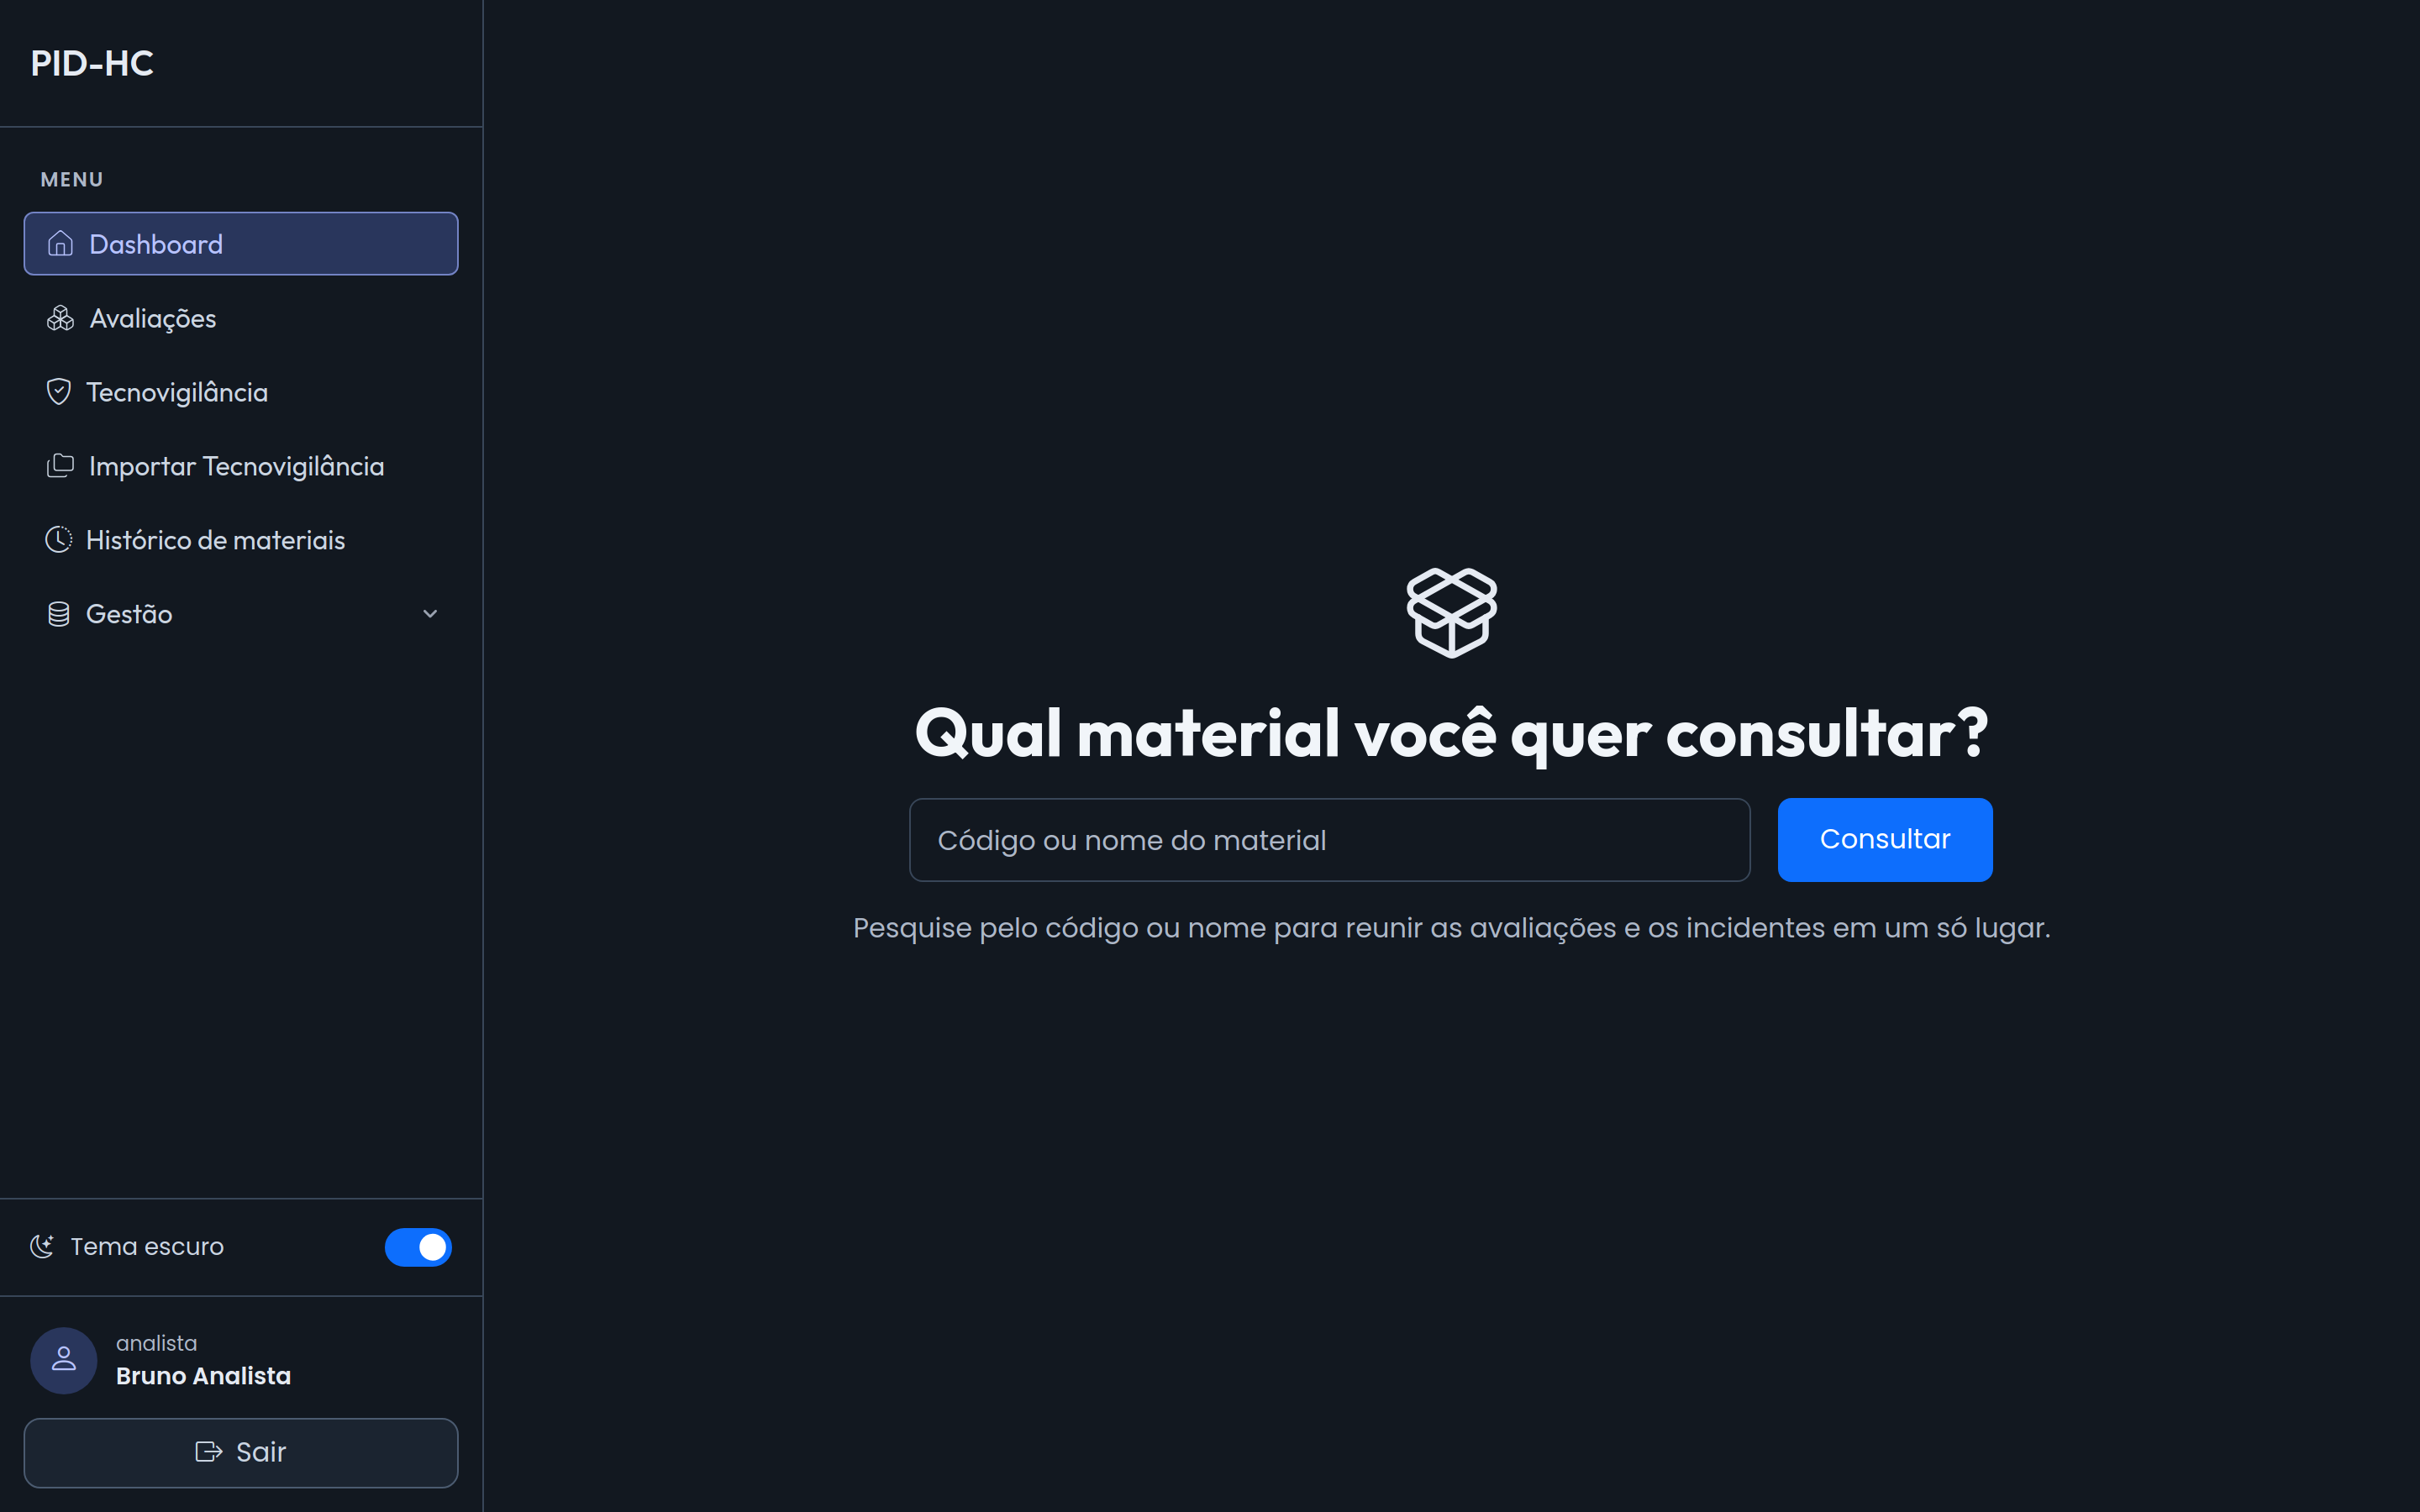 PID-HC
MENU
Dashboard
Avaliações
Tecnovigilância
Importar Tecnovigilância
Histórico de materiais
Gestão
Tema escuro
analista
Bruno Analista
Sair
Qual material você quer consultar?
Código ou nome do material
Consultar
Pesquise pelo código ou nome para reunir as avaliações e os incidentes em um só lugar.